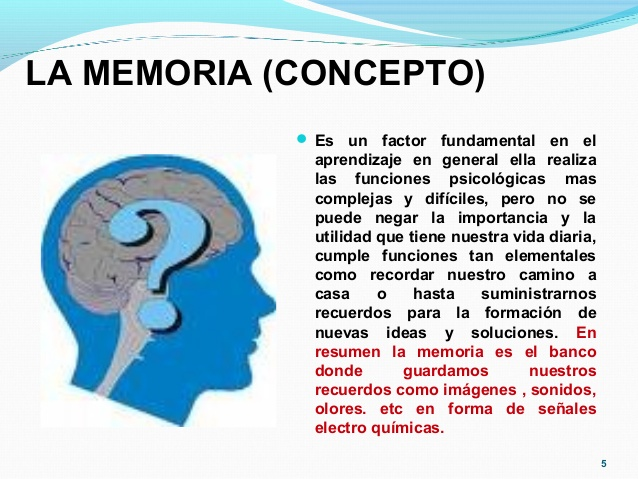 LA MEMORIA (CONCEPTO)
Es un factor fundamental en el
aprendizaje en general ella realiza
las funciones psicológicas mas
complejas y difíciles, pero no se
puede negar la importancia y la
utilidad que tiene nuestra vida diaria,
cumple funciones tan elementales
como recordar nuestro camino a
casa o hasta suministrarnos
recuerdos para la formación de
nuevas ideas y soluciones. En
resumen la memoria es el banco
donde guardamos nuestros
recuerdos como imágenes , sonidos,
olores. etc en forma de señales
electro químicas.
5